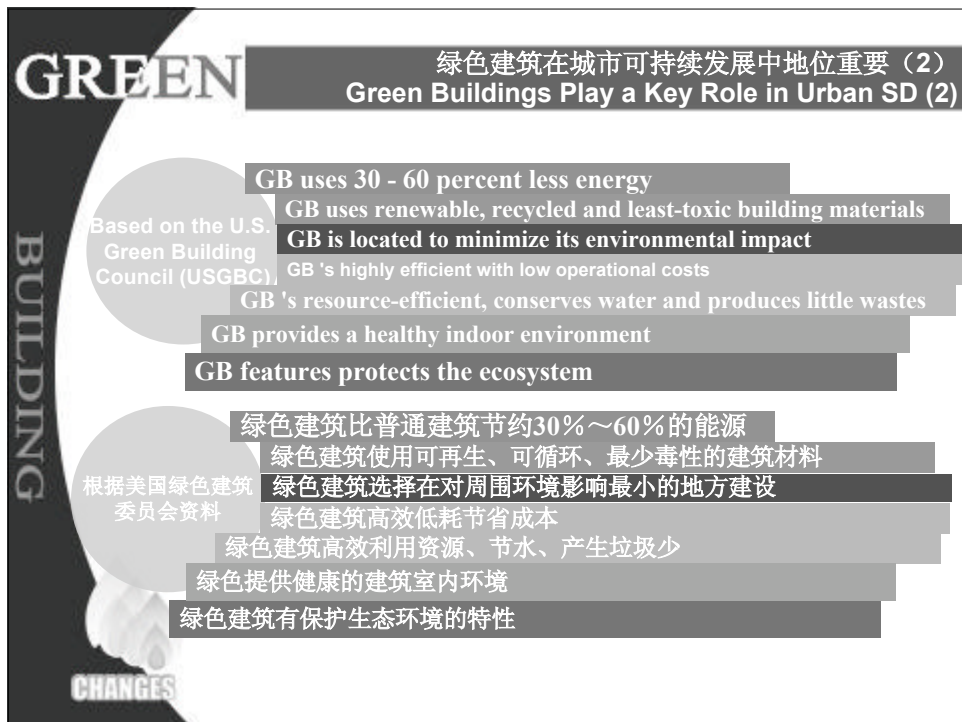 GREEN
绿色建筑在城市可持续发展中地位重要（2）
Green Buildings Play a Key Role in Urban SD (2)
BUILDING
Based on the U.S.
Green Building
Council (USGBC)
GB uses 30 - 60 percent less energy
GB uses renewable, recycled and least-toxic building materials
GB is located to minimize its environmental impact
GB 's highly efficient with low operational costs
GB 's resource-efficient, conserves water and produces little wastes
GB provides a healthy indoor environment
GB features protects the ecosystem
根据美国绿色建筑
委员会资料
绿色建筑比普通建筑节约30％～60％的能源
绿色建筑使用可再生、可循环、最少毒性的建筑材料
绿色建筑选择在对周围环境影响最小的地方建设
绿色建筑高效低耗节省成本
绿色建筑高效利用资源、节水、产生垃圾少
绿色提供健康的建筑室内环境
绿色建筑有保护生态环境的特性
CHANGES